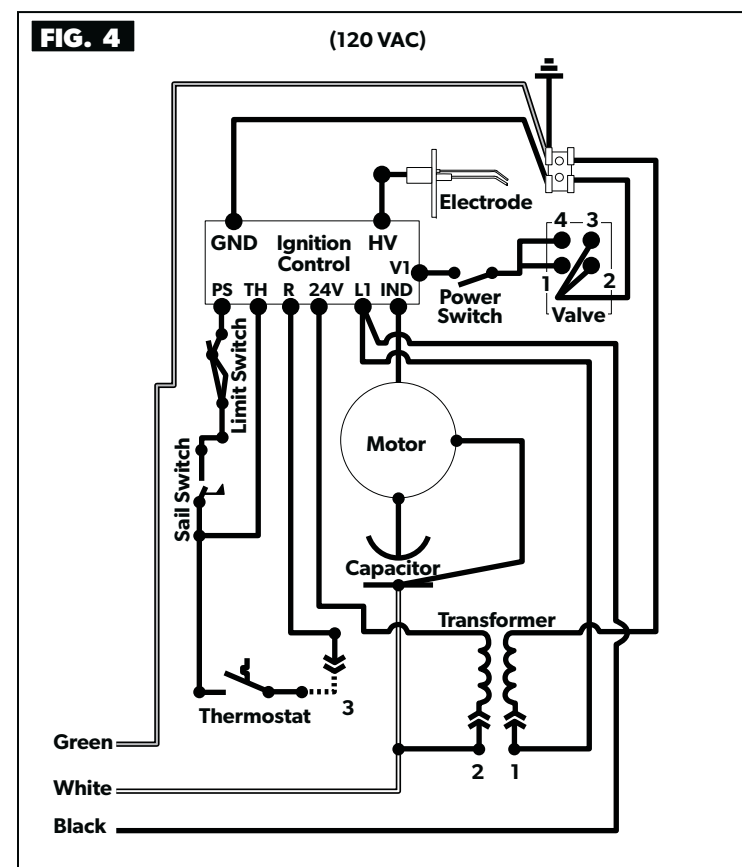 FIG. 4
(120 VAC)
Electrode
GND
Ignition
Control
HV
V1
4 3
1
2
Valve
Power
Switch
PS TH R 24V L1 IND
Limit Switch
Sail Switch
Motor
Capacitor
Transformer
Thermostat
3
2 1
Green
White
Black